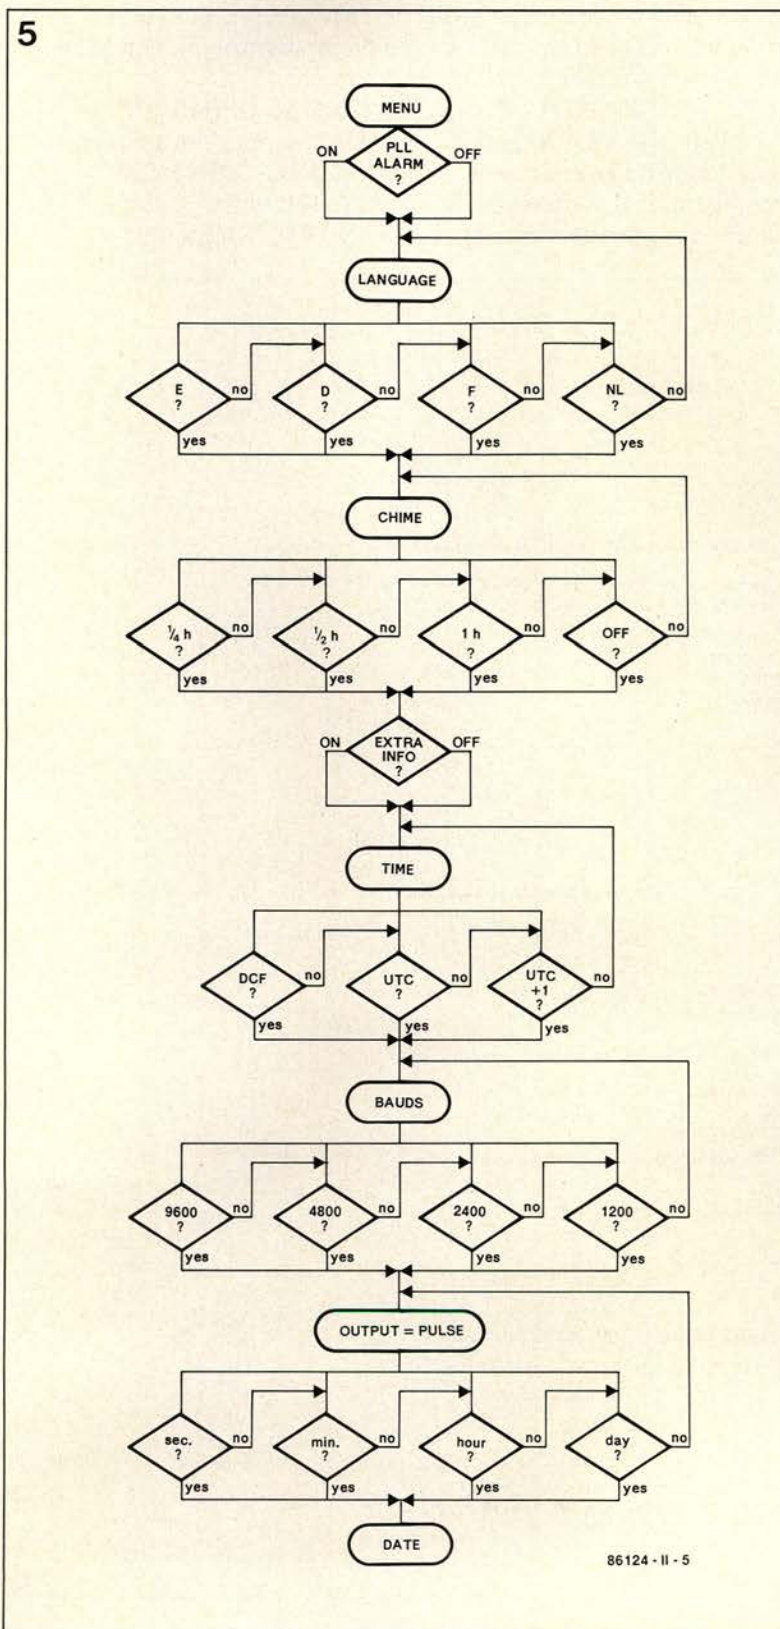 5
MENU
ON
PLL
ALARM
?
OFF
LANGUAGE
E
?
no
D
?
no
F
?
no
NL
?
no
yes
yes
yes
yes
CHIME
¼ h
?
no
½ h
?
no
1 h
?
no
OFF
?
no
yes
yes
yes
yes
ON
EXTRA
INFO
?
OFF
TIME
DCF
?
no
UTC
?
no
UTC
+1
?
no
yes
yes
yes
BAUDS
9600
?
no
4800
?
no
2400
?
no
1200
?
no
yes
yes
yes
yes
OUTPUT = PULSE
sec.
?
no
min.
?
no
hour
?
no
day
?
no
yes
yes
yes
yes
DATE
86124 - II - 5